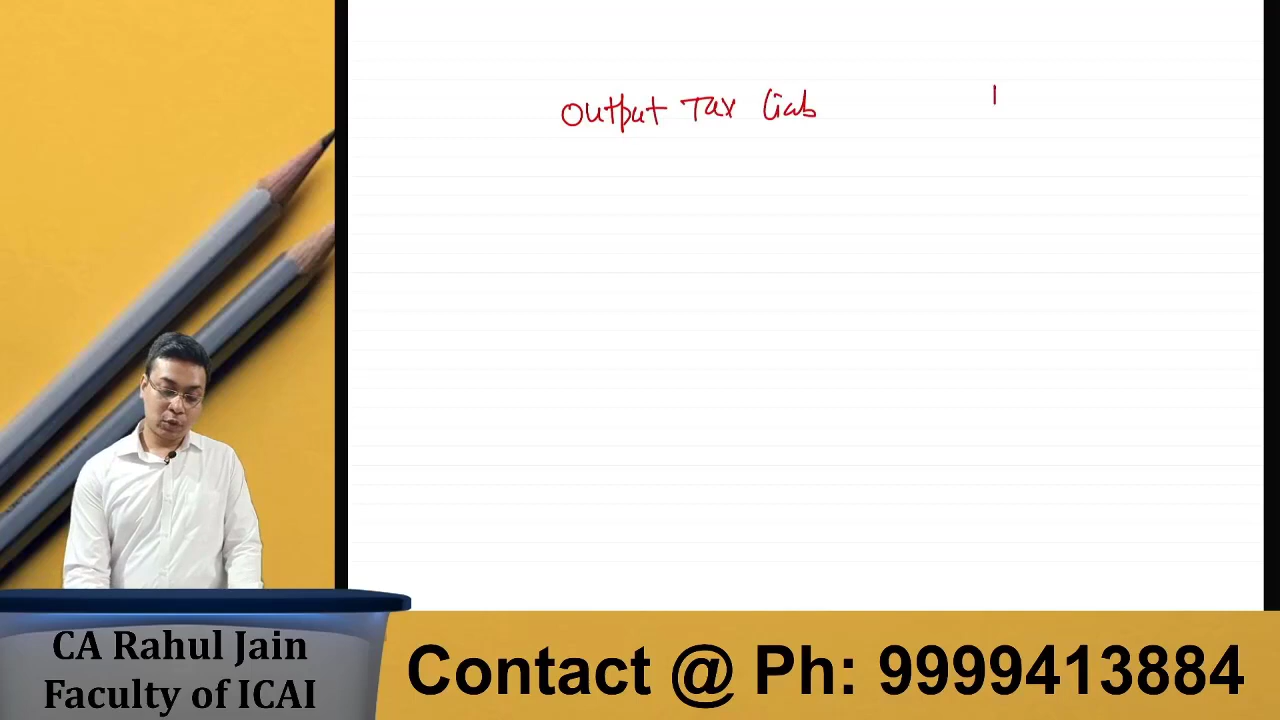 Output Tax Liab
CA Rahul Jain
Faculty of ICAI
Contact @ Ph: 9999413884